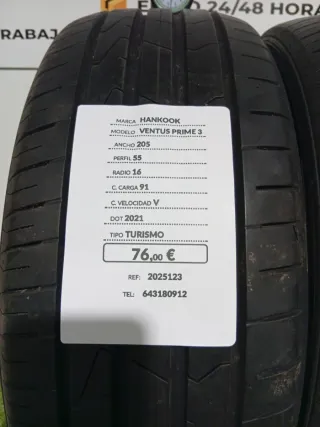 24/48 HORA
RABAJ
MARCA HANKOOK
MODELO VENTUS PRIME 3
ANCHO 205
PERFIL 55
RADIO 16
C. CARGA 91
C. VELOCIDAD V
DOT 2021
TIPO TURISMO
76,00 €
REF: 2025123
TEL: 643180912